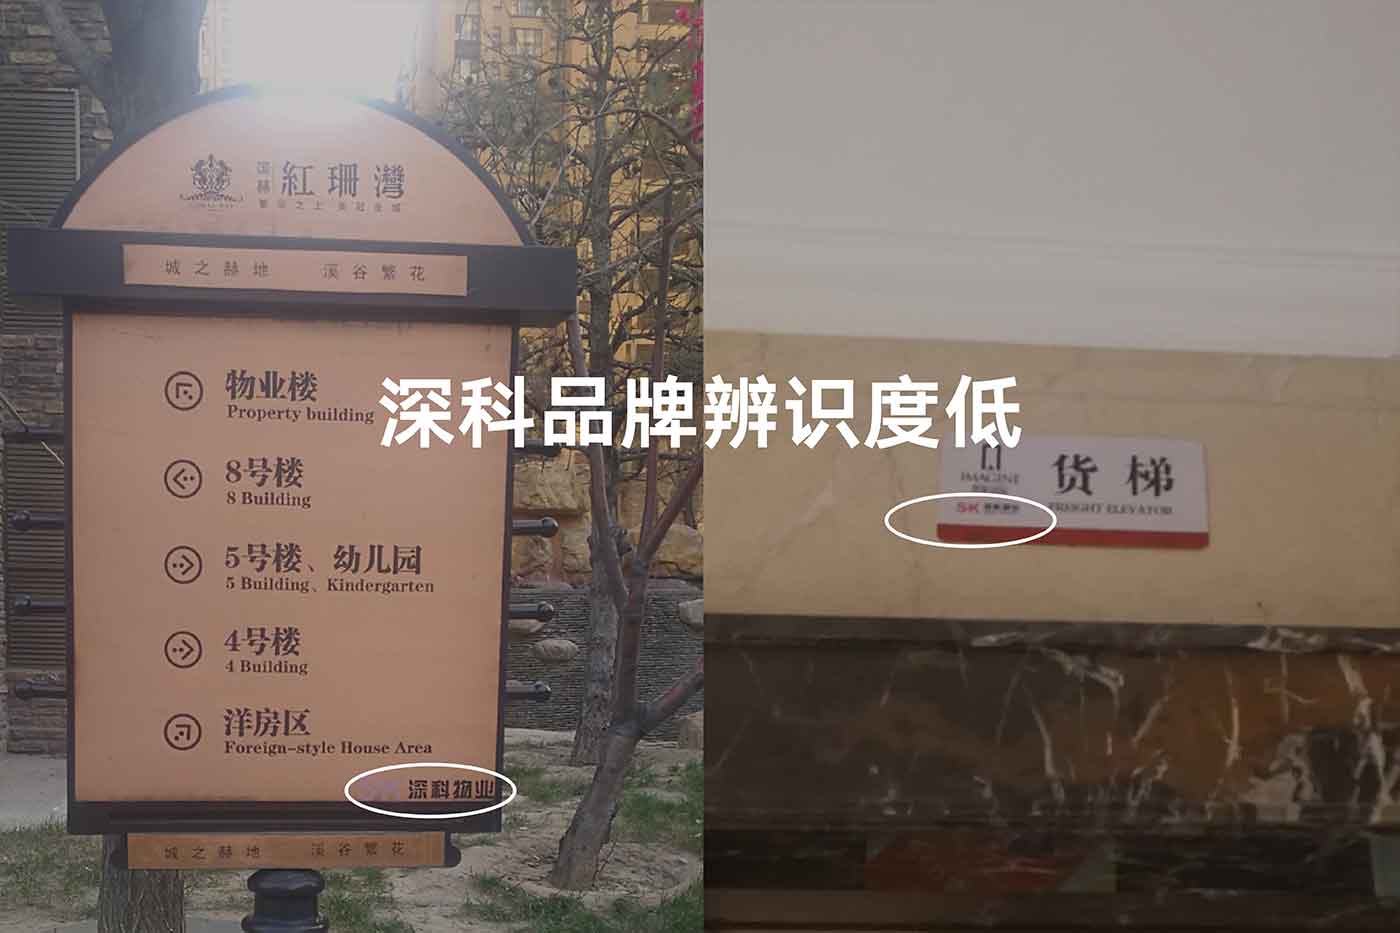 国赫 紅珊灣
城之赫地 溪谷繁花
物业楼
Property building
8号楼
8 Building
5号楼、幼儿园
5 Building、Kindergarten
4号楼
4 Building
洋房区
Foreign-style House Area
深科物业
城之赫地 溪谷繁花
深科品牌辨识度低
IMAGINE
货梯
SK
FREIGHT ELEVATOR